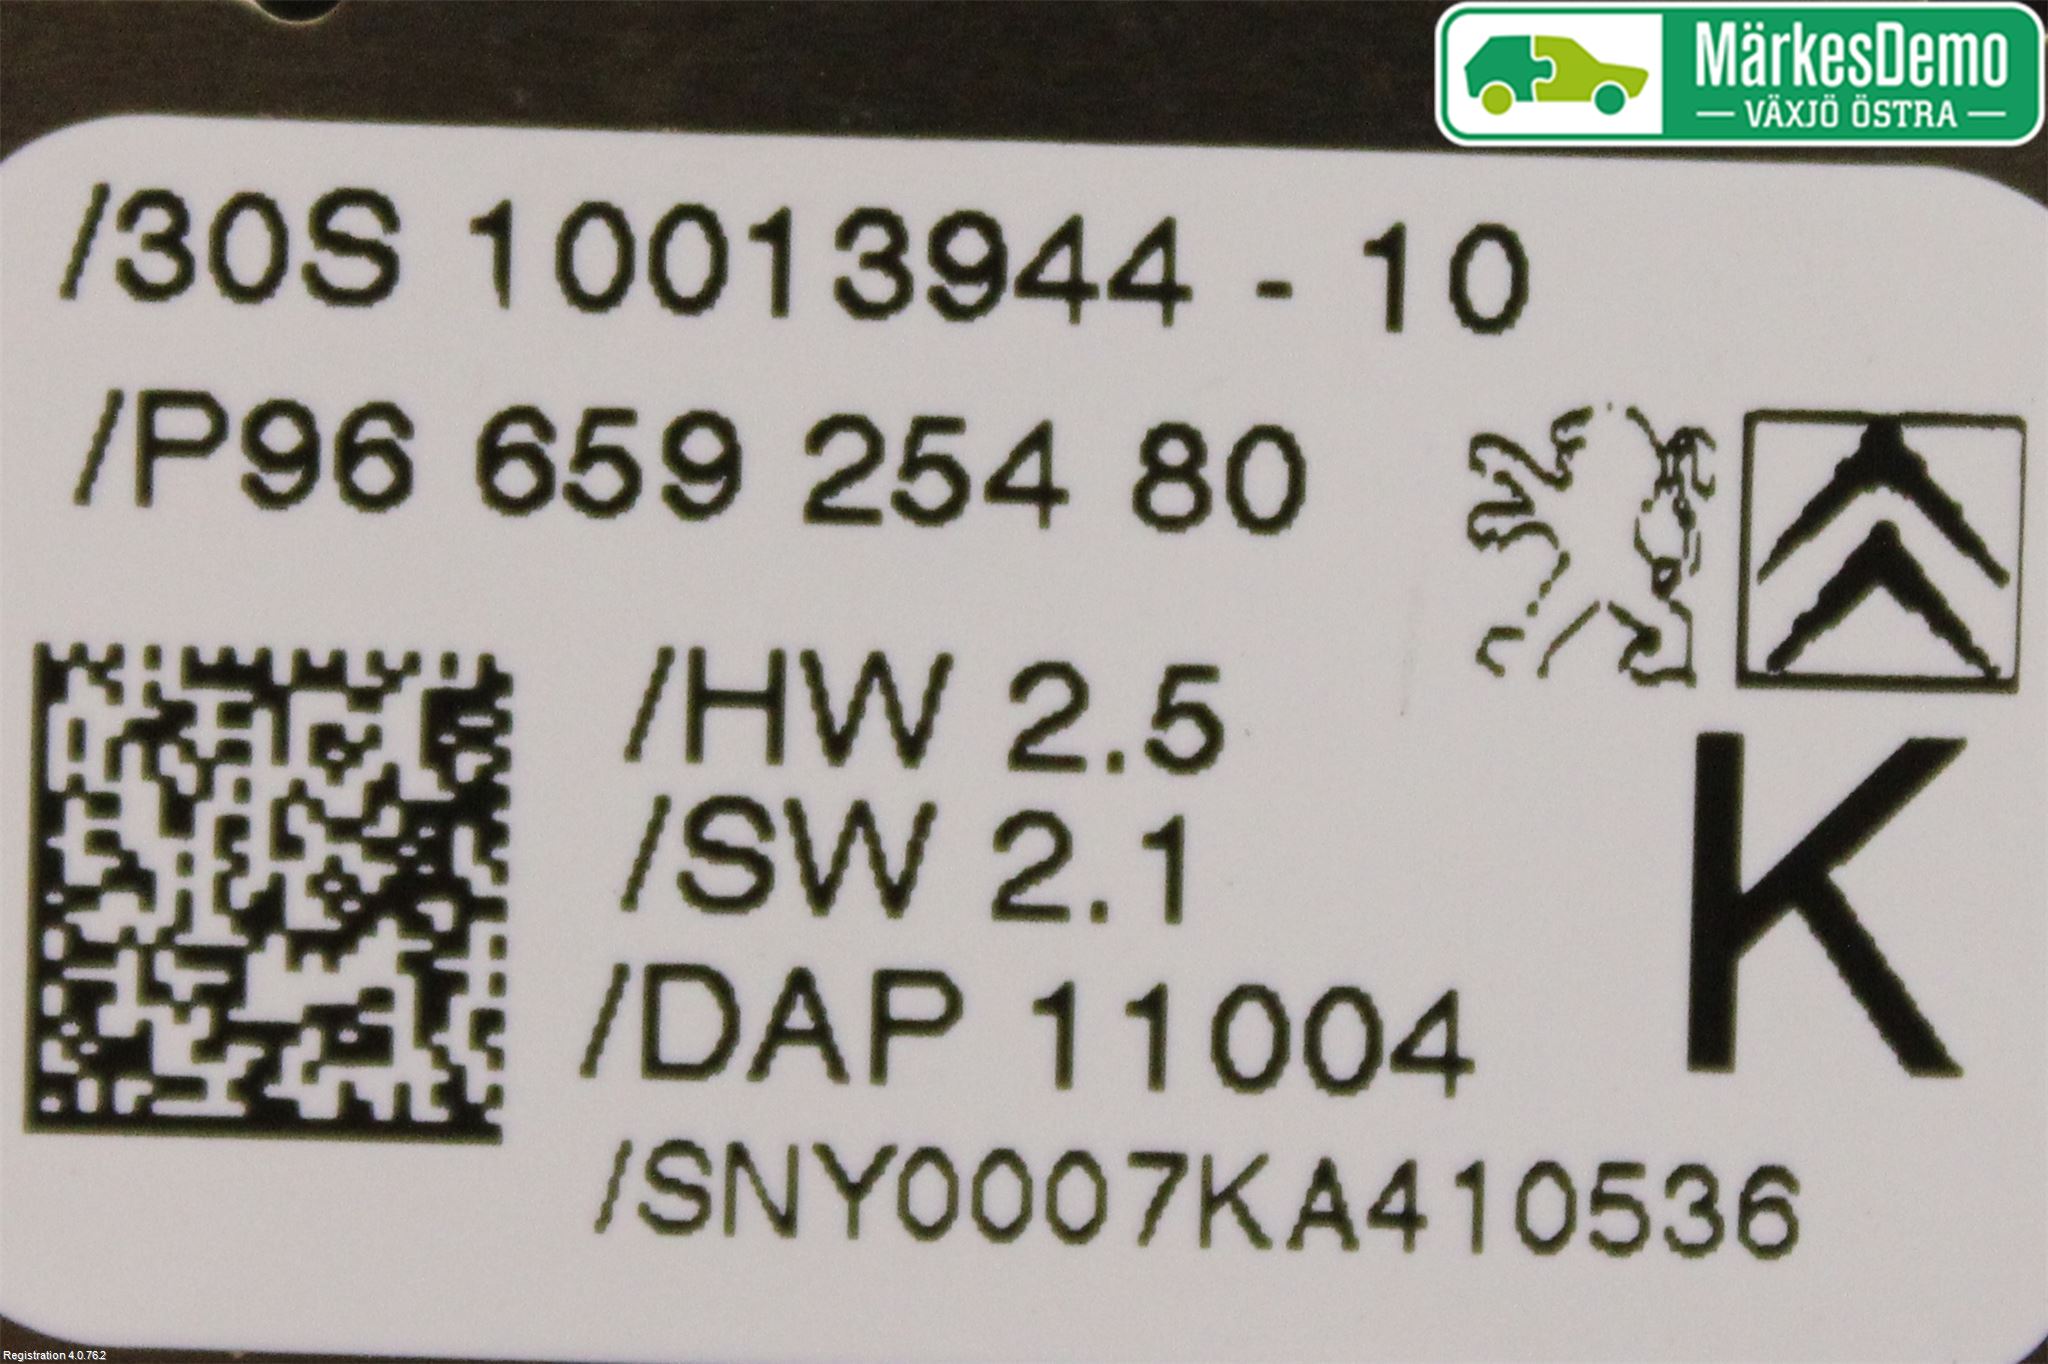 MärkesDemo
VÄXJÖ ÖSTRA
/30S 10013944 - 10
/P96 659 254 80
/HW 2.5
/SW 2.1
K
/DAP 11004
/SNY0007KA410536
Registration 4.0.76.2